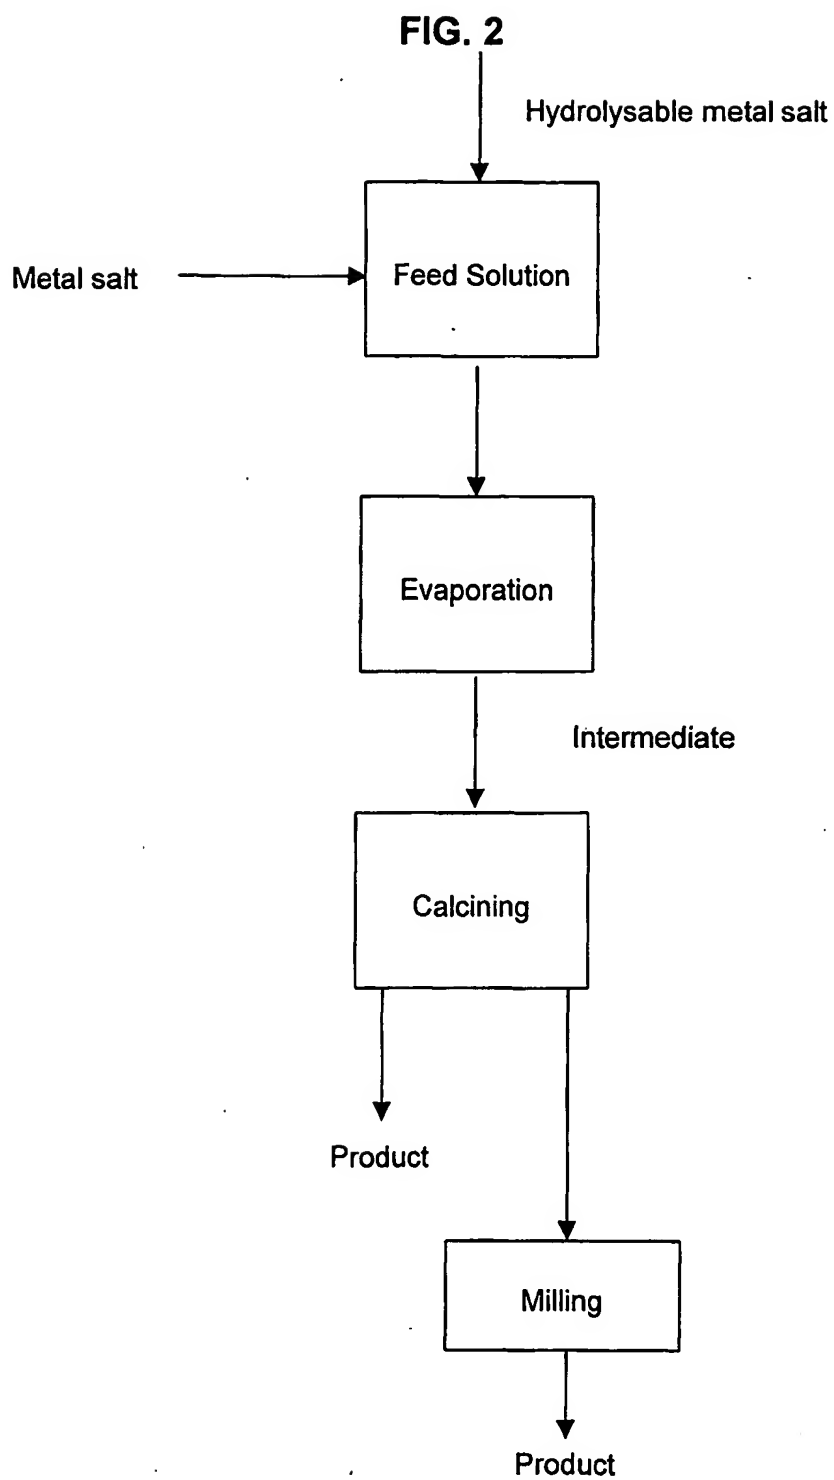 FIG. 2
Hydrolysable metal salt
Metal salt
Feed Solution
Evaporation
Intermediate
Calcining
Product
Milling
Product